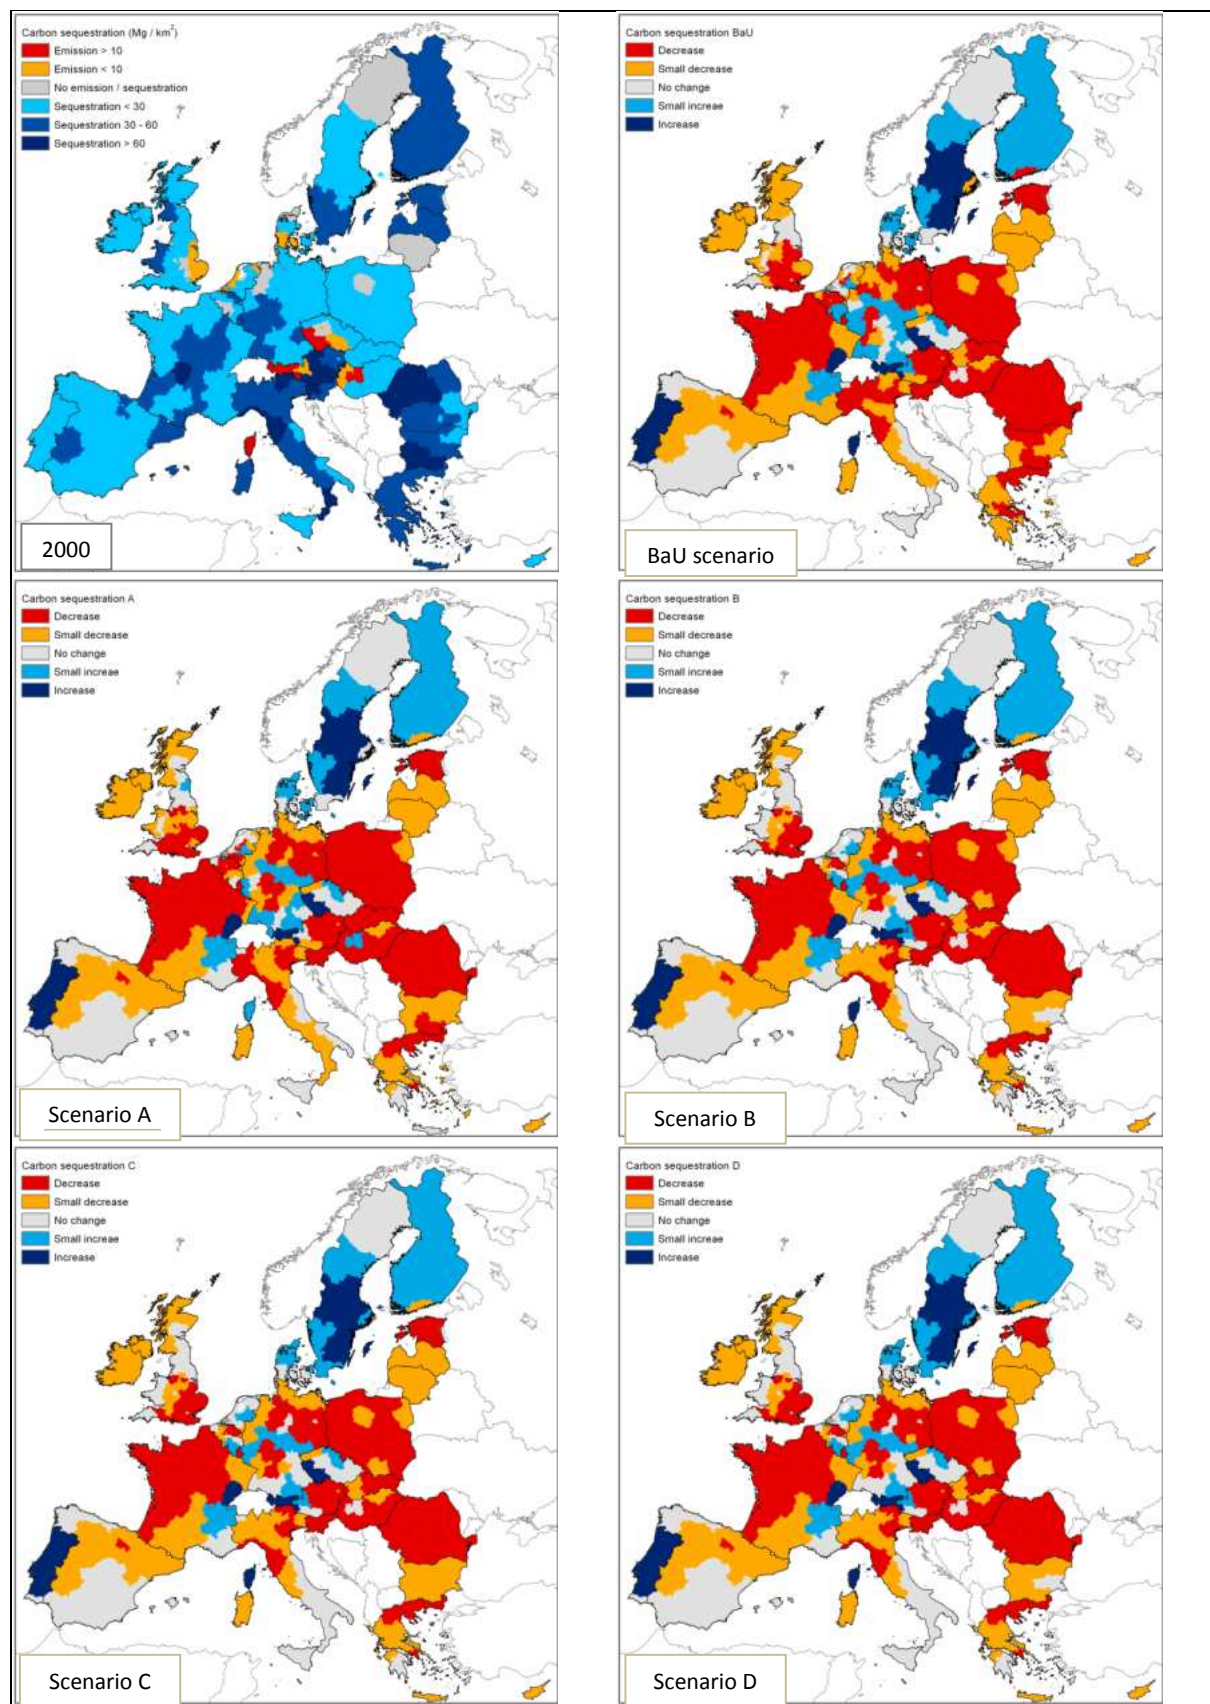 Carbon sequestration (Mg / km²)
Emission > 10
Emission < 10
No emission / sequestration
Sequestration < 30
Sequestration 30 - 60
Sequestration > 60
2000
Carbon sequestration BaU
Decrease
Small decrease
No change
Small increae
Increase
BaU scenario
Carbon sequestration A
Decrease
Small decrease
No change
Small increae
Increase
Scenario A
Carbon sequestration B
Decrease
Small decrease
No change
Small increae
Increase
Scenario B
Carbon sequestration C
Decrease
Small decrease
No change
Small increae
Increase
Scenario C
Carbon sequestration D
Decrease
Small decrease
No change
Small increae
Increase
Scenario D